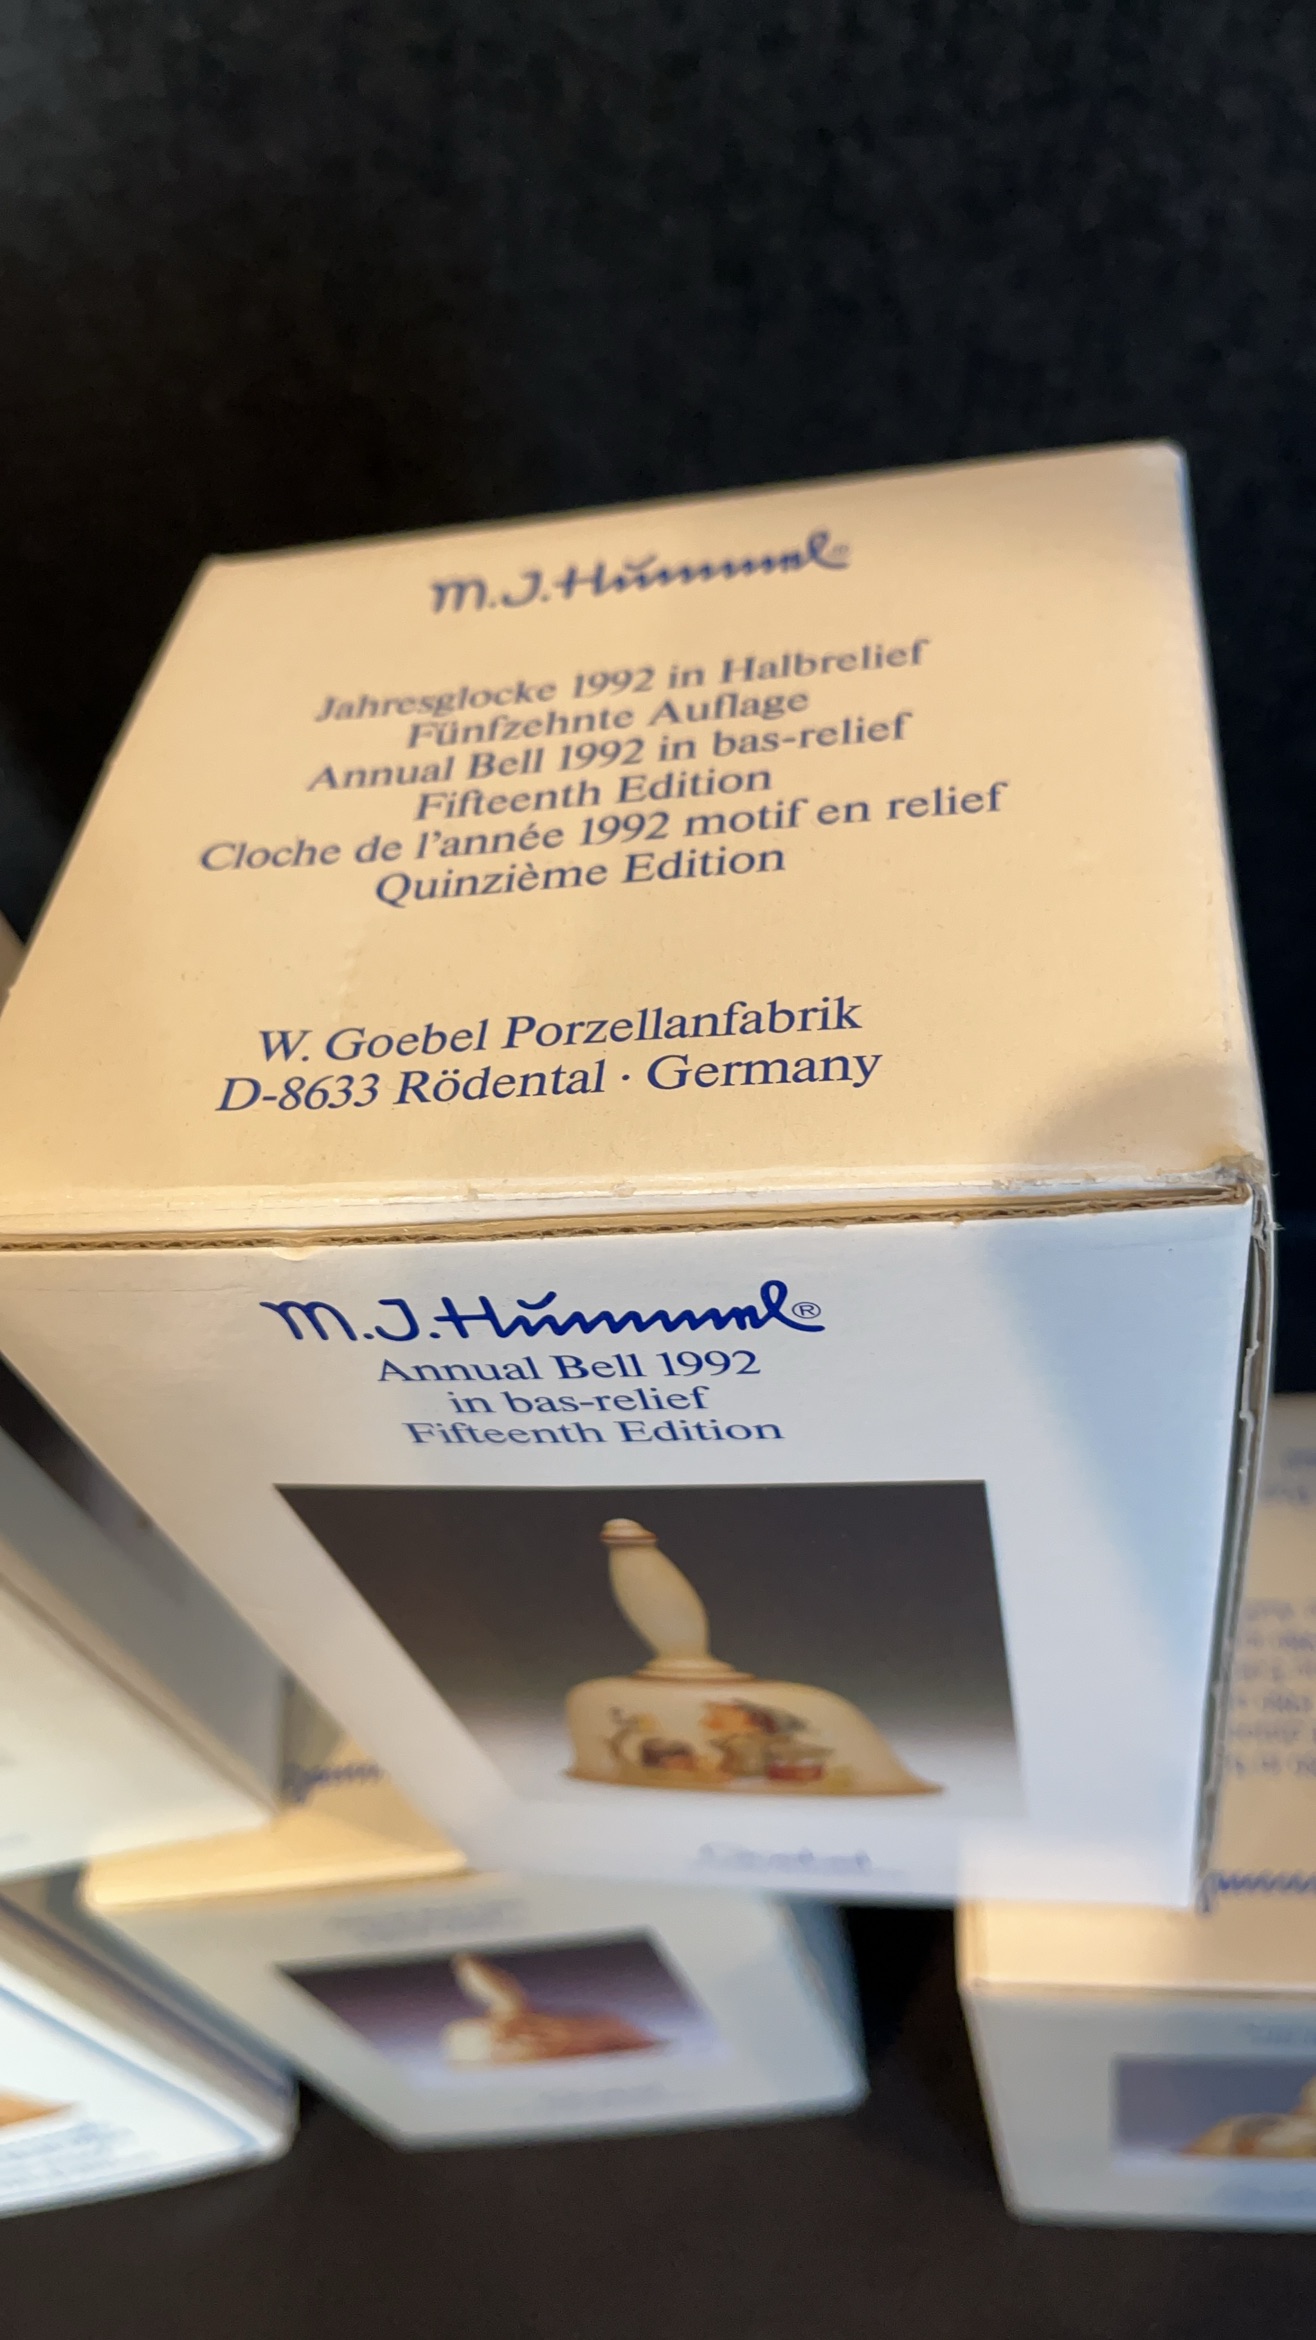 M.J.Hummel®
Jahresglocke 1992 in Halbrelief
Fünfzehnte Auflage
Annual Bell 1992 in bas-relief
Fifteenth Edition
Cloche de l'année 1992 motif en relief
Quinzième Edition
W. Goebel Porzellanfabrik
D-8633 Rödental · Germany
M.J.Hummel®
Annual Bell 1992
in bas-relief
Fifteenth Edition